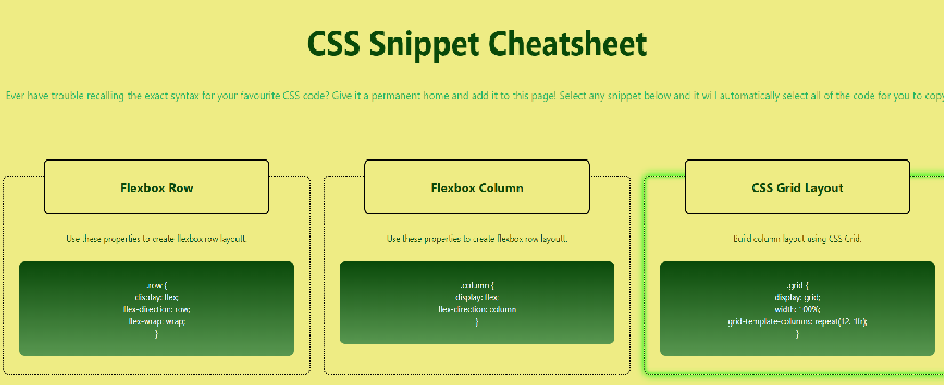 CSS Snippet Cheatsheet
Ever have trouble recalling the exact syntax for your favourite CSS code? Give it a permanent home and add it to this page! Select any snippet below and it will automatically select all of the code for you to copy
Flexbox Row
Use these properties to create flexbox row layoutt.
.row {
display: flex;
flex-direction: row;
flex-wrap: wrap;
}
Flexbox Column
Use these properties to create flexbox row layoutt.
.column {
display: flex;
flex-direction: column
}
CSS Grid Layout
Build column layout using CSS Grid.
.grid {
display: grid;
width: 100%;
grid-template-columns: repeat(12, 1fr);
}